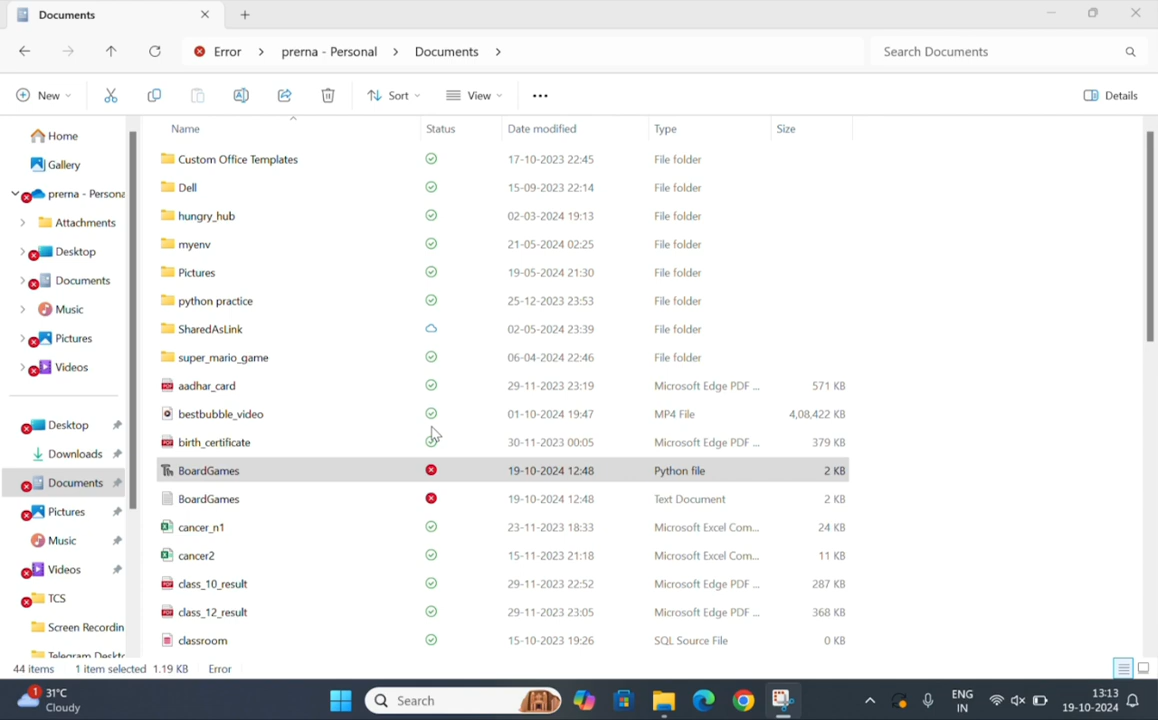 Documents
Error > prerna - Personal > Documents >
Search Documents
New
Sort
View
Details
Name Status Date modified Type Size
Home
Gallery
prerna - Persona
Attachments
Desktop
Documents
Music
Pictures
Videos
Desktop
Downloads
Documents
Pictures
Music
Videos
TCS
Screen Recordin
Telegram Deskto
Custom Office Templates 17-10-2023 22:45 File folder
Dell 15-09-2023 22:14 File folder
hungry_hub 02-03-2024 19:13 File folder
myenv 21-05-2024 02:25 File folder
Pictures 19-05-2024 21:30 File folder
python practice 25-12-2023 23:53 File folder
SharedAsLink 02-05-2024 23:39 File folder
super_mario_game 06-04-2024 22:46 File folder
aadhar_card 29-11-2023 23:19 Microsoft Edge PDF ... 571 KB
bestbubble_video 01-10-2024 19:47 MP4 File 4,08,422 KB
birth_certificate 30-11-2023 00:05 Microsoft Edge PDF ... 379 KB
BoardGames 19-10-2024 12:48 Python file 2 KB
BoardGames 19-10-2024 12:48 Text Document 2 KB
cancer_n1 23-11-2023 18:33 Microsoft Excel Com... 24 KB
cancer2 15-11-2023 21:18 Microsoft Excel Com... 11 KB
class_10_result 29-11-2023 22:52 Microsoft Edge PDF ... 287 KB
class_12_result 29-11-2023 23:05 Microsoft Edge PDF ... 368 KB
classroom 15-10-2023 19:26 SQL Source File 0 KB
44 items 1 item selected 1.19 KB Error
1
31°C
Cloudy
Search
ENG
IN
13:13
19-10-2024